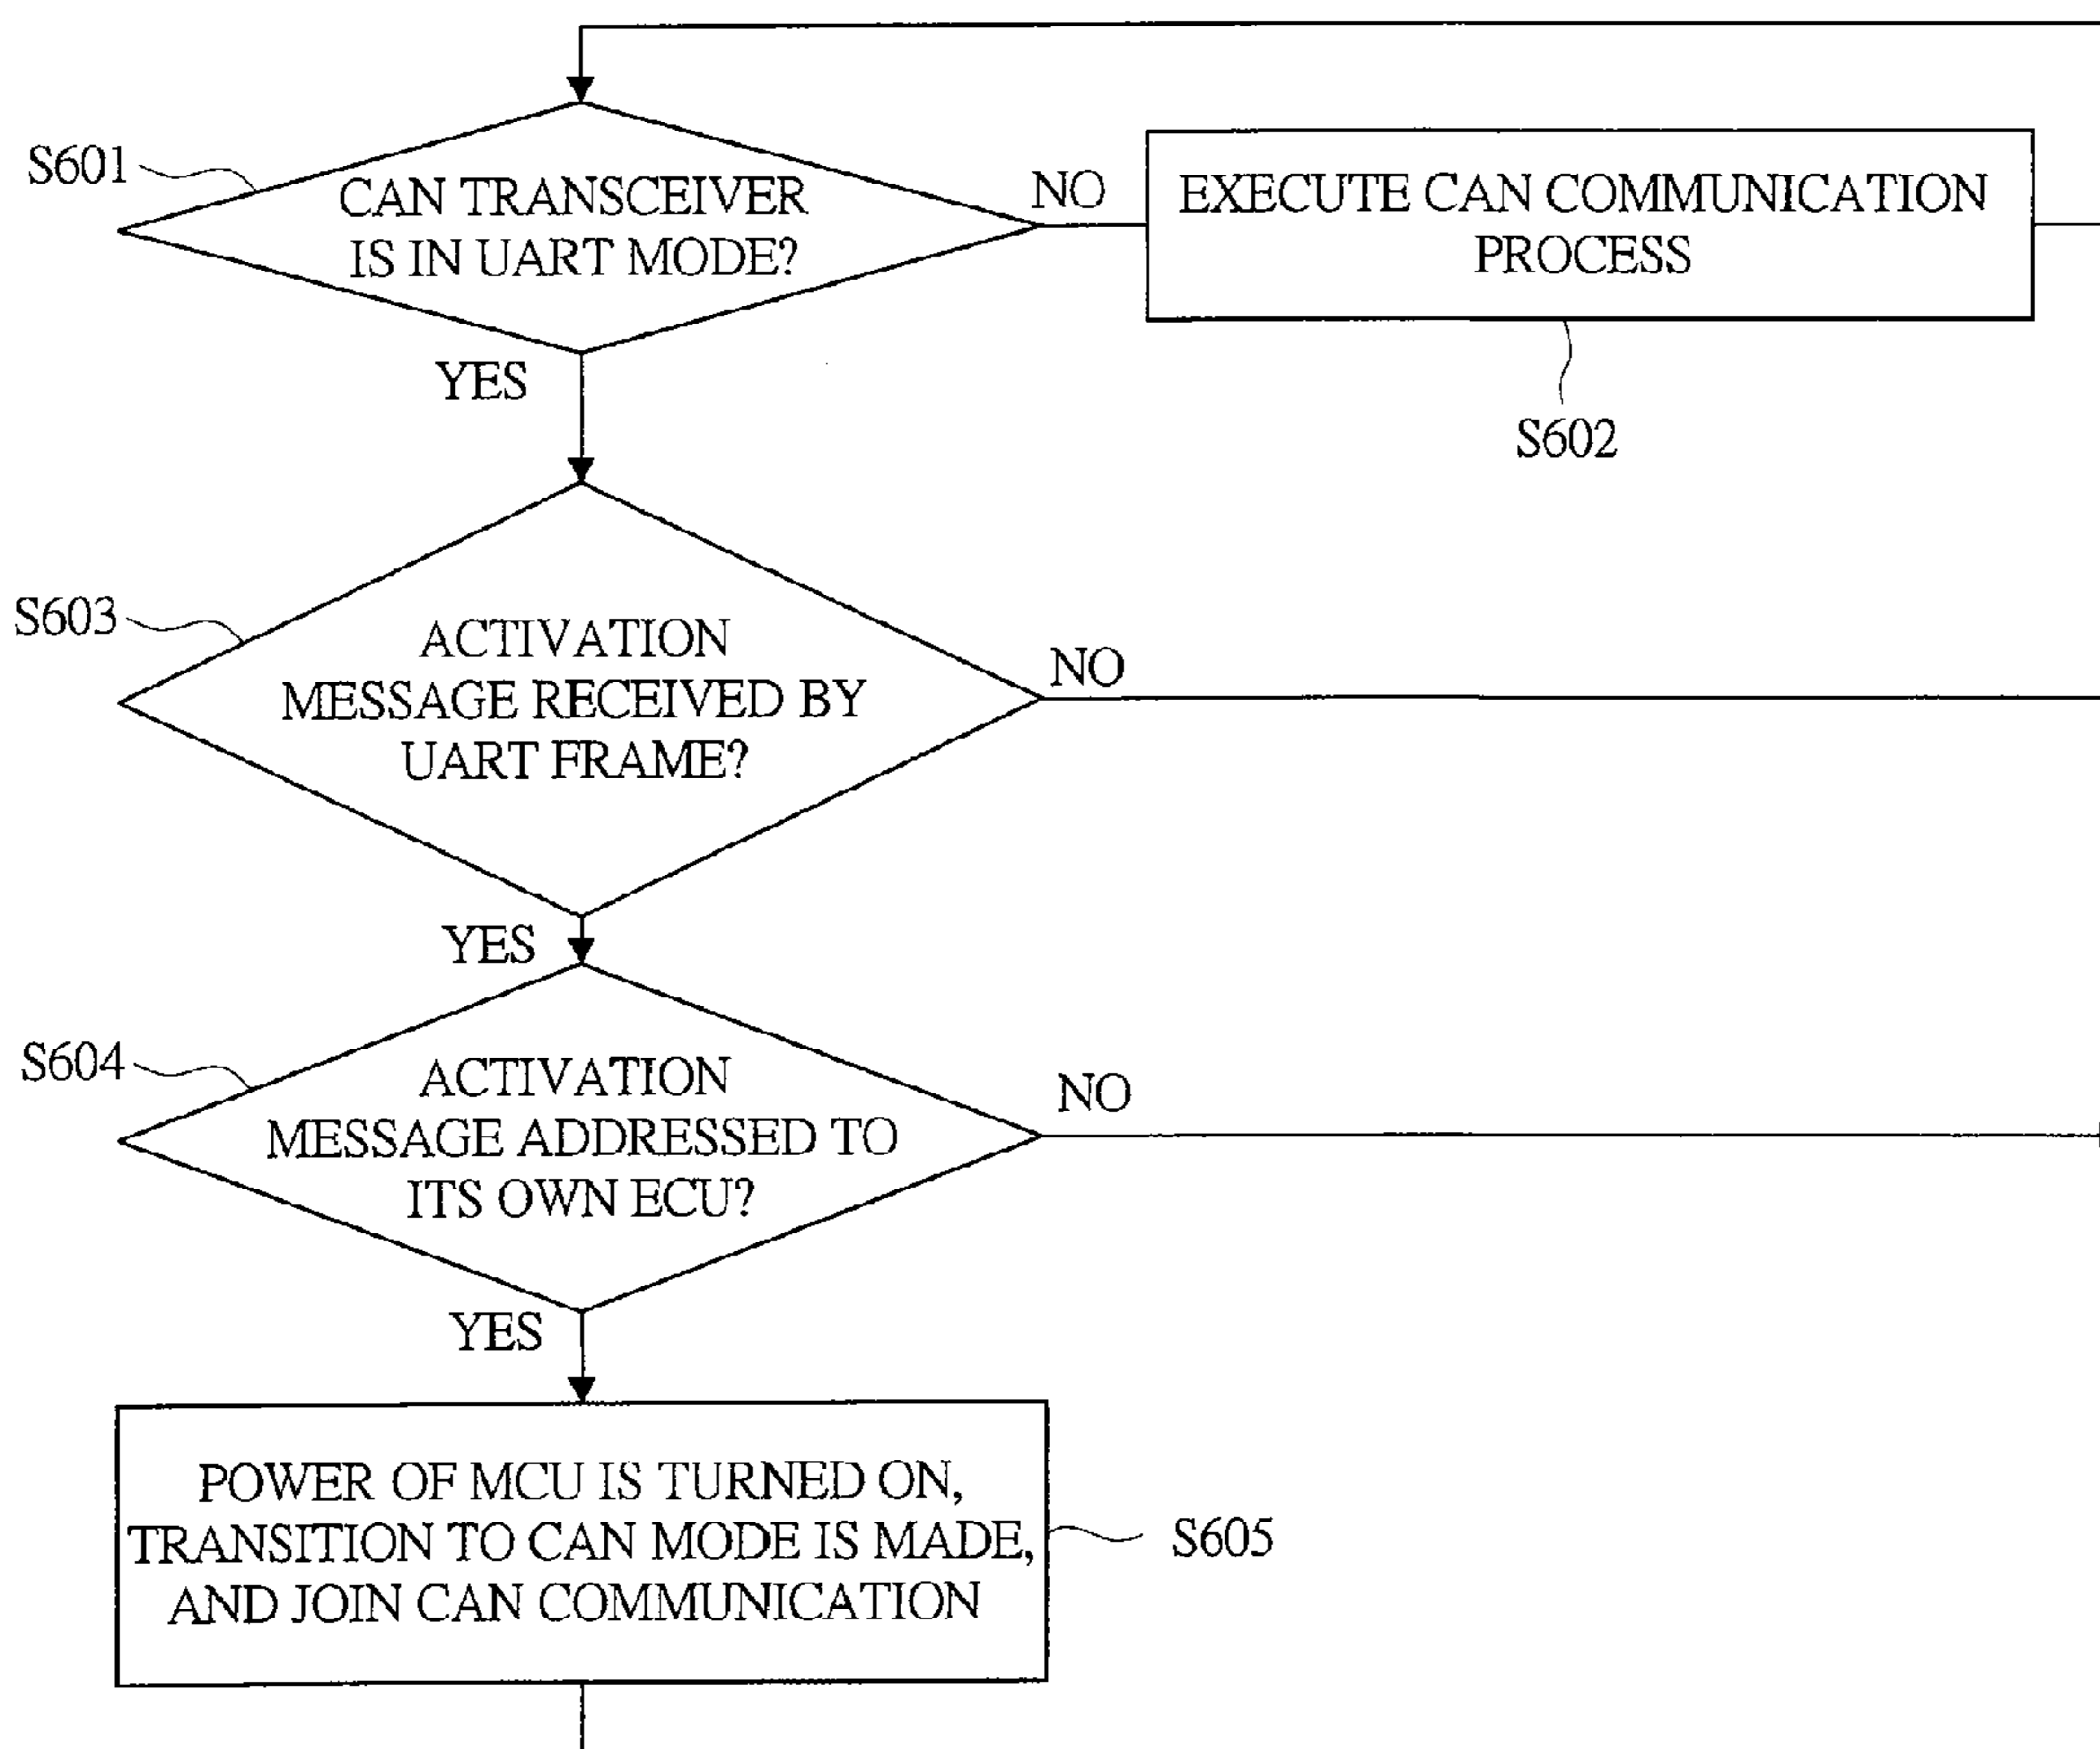 S601
CAN TRANSCEIVER
IS IN UART MODE?
NO
EXECUTE CAN COMMUNICATION
PROCESS
S602
YES
S603
ACTIVATION
MESSAGE RECEIVED BY
UART FRAME?
NO
YES
S604
ACTIVATION
MESSAGE ADDRESSED TO
ITS OWN ECU?
NO
YES
POWER OF MCU IS TURNED ON,
TRANSITION TO CAN MODE IS MADE,
AND JOIN CAN COMMUNICATION
S605